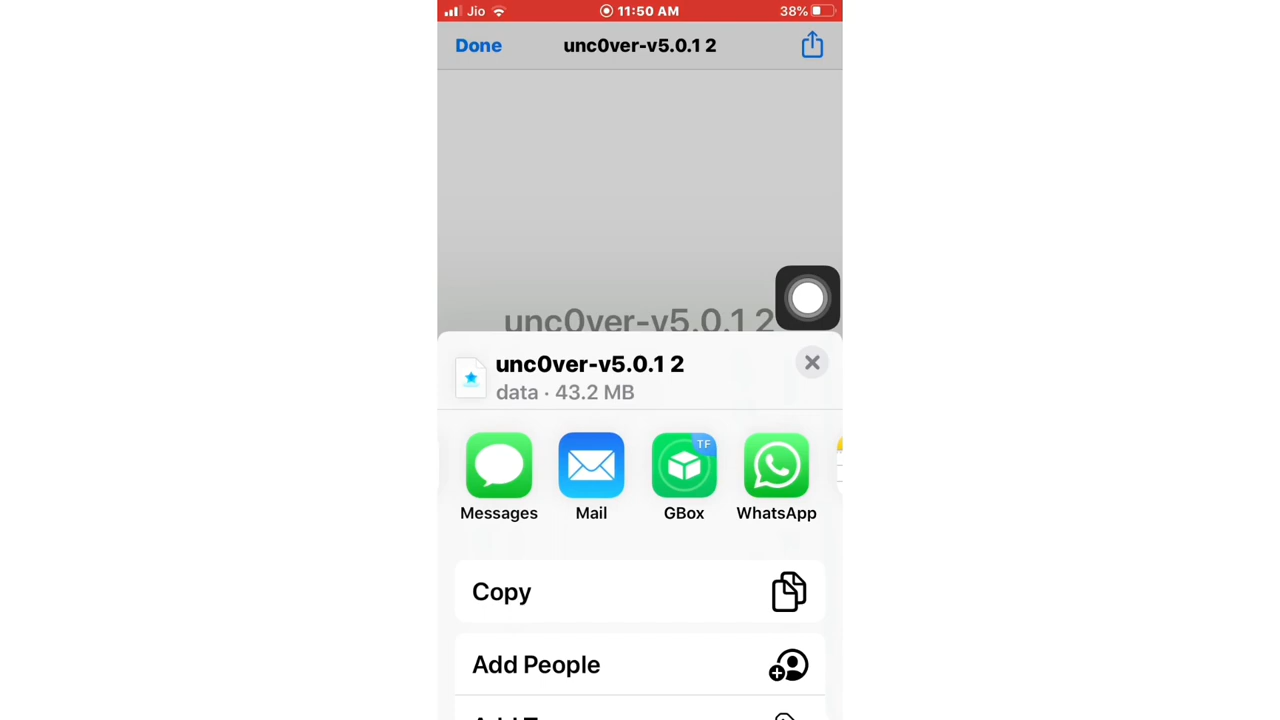 Jio 11:50 AM 38%
Done unc0ver-v5.0.1 2
unc0ver-v5.0.1 2
unc0ver-v5.0.1 2
data · 43.2 MB
TF
Messages Mail GBox WhatsApp
Copy
Add People